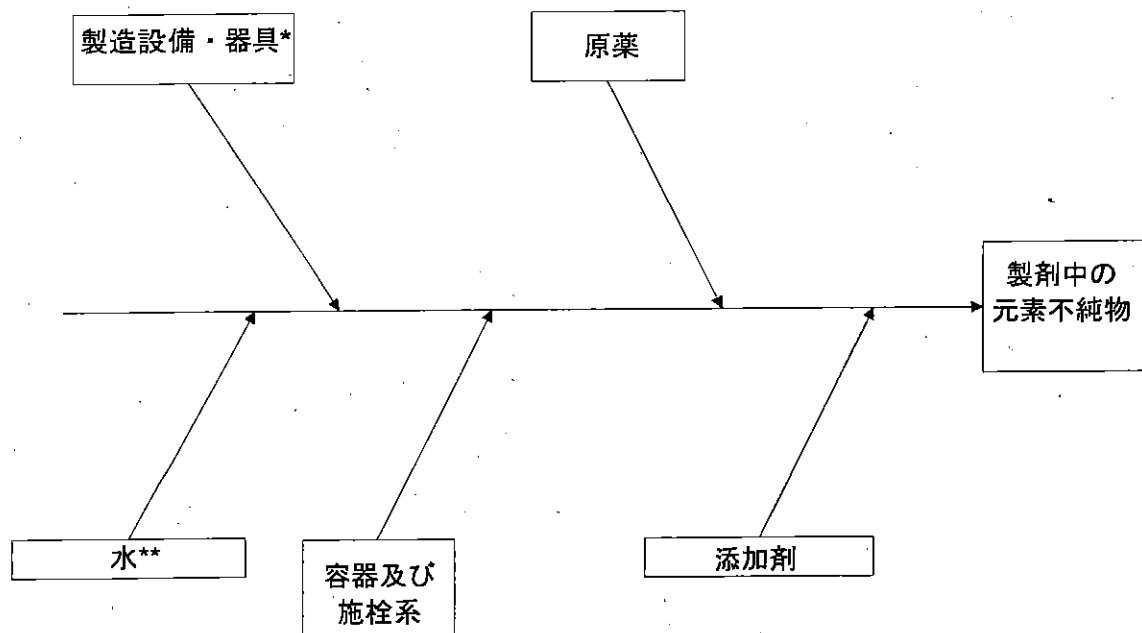 製造設備・器具*
原薬
製剤中の
元素不純物
水**
容器及び
施栓系
添加剤